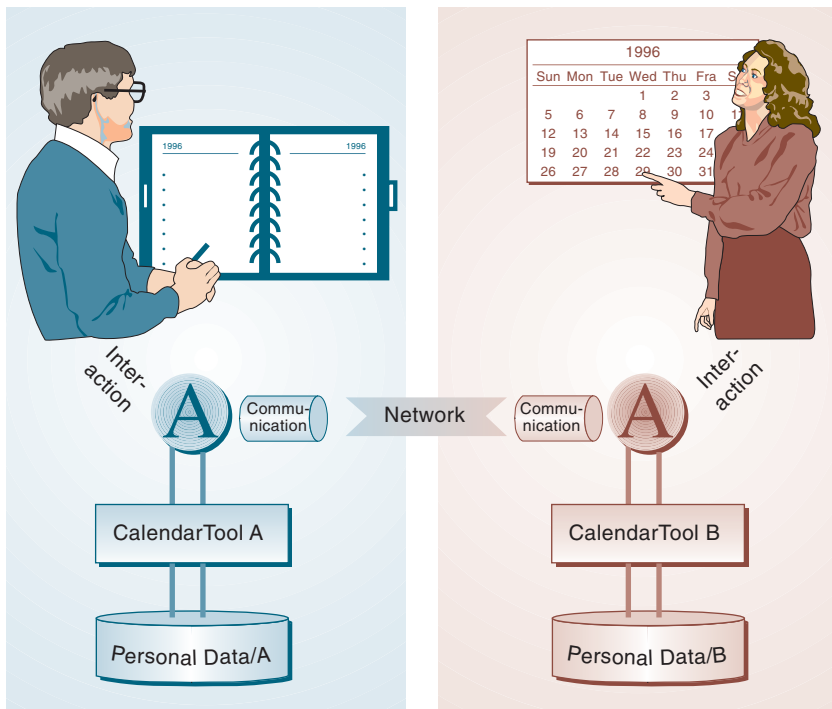 1996
1996
Inter-
action
A
Commu-
nication
CalendarTool A
Personal Data/A
Network
1996
Sun Mon Tue Wed Thu Fra S
1 2 3
5 6 7 8 9 10 1
12 13 14 15 16 17
19 20 21 22 23 24
26 27 28 29 30 31
Inter-
action
Commu-
nication
A
CalendarTool B
Personal Data/B